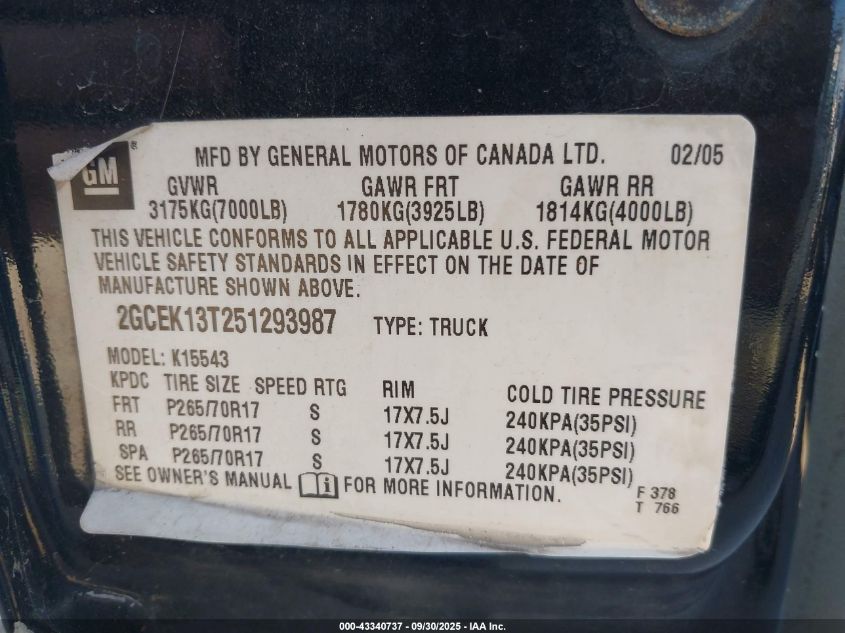 GM ®
MFD BY GENERAL MOTORS OF CANADA LTD. 02/05
GVWR GAWR FRT GAWR RR
3175KG(7000LB) 1780KG(3925LB) 1814KG(4000LB)
THIS VEHICLE CONFORMS TO ALL APPLICABLE U.S. FEDERAL MOTOR
VEHICLE SAFETY STANDARDS IN EFFECT ON THE DATE OF
MANUFACTURE SHOWN ABOVE.
2GCEK13T251293987 TYPE: TRUCK
MODEL: K15543
KPDC TIRE SIZE SPEED RTG RIM COLD TIRE PRESSURE
FRT P265/70R17 S 17X7.5J 240KPA(35PSI)
RR P265/70R17 S 17X7.5J 240KPA(35PSI)
SPA P265/70R17 S 17X7.5J 240KPA(35PSI)
SEE OWNER'S MANUAL i FOR MORE INFORMATION. F 378
T 766
000-43340737 - 09/30/2025 - IAA Inc.